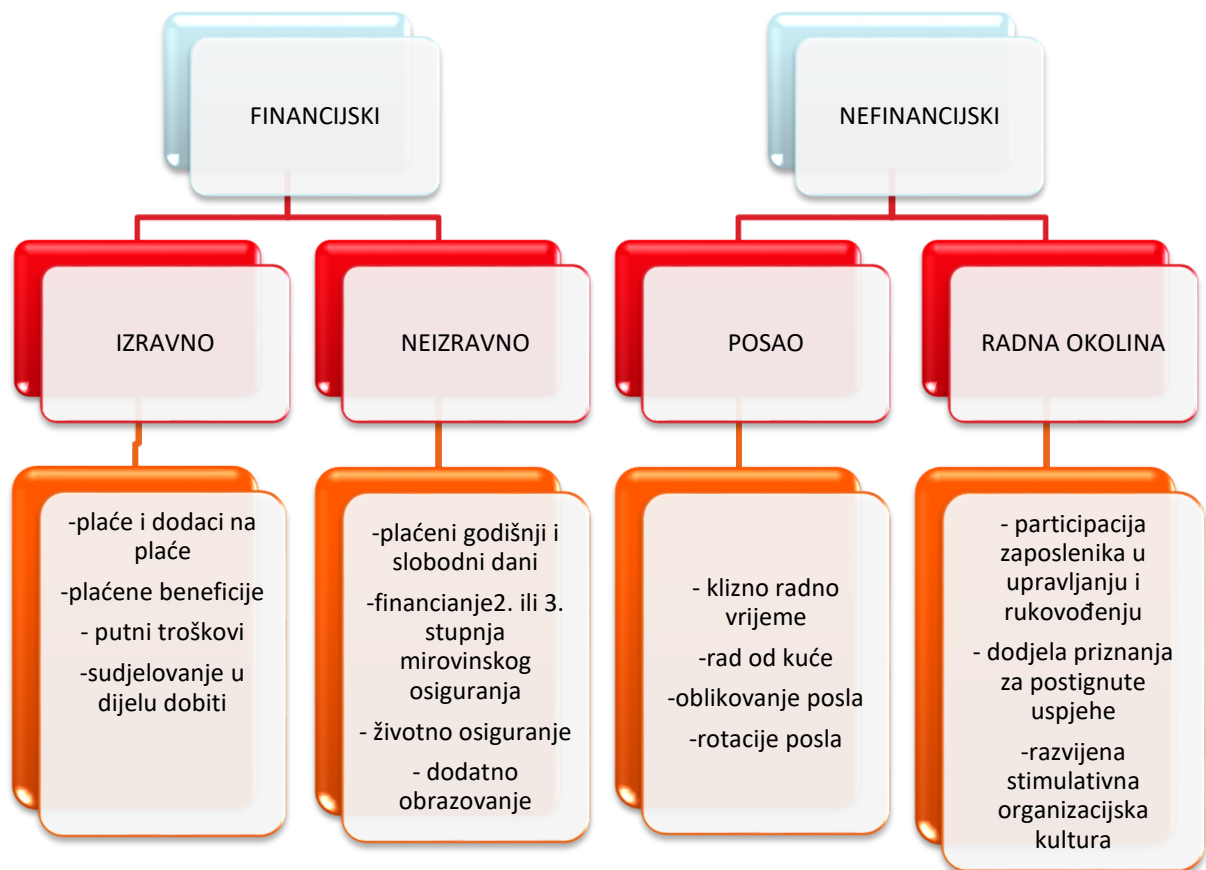 FINANCIJSKI
NEFINANCIJSKI
IZRAVNO
NEIZRAVNO
POSAO
RADNA OKOLINA
-plaće i dodaci na
plaće
-plaćene beneficije
- putni troškovi
-sudjelovanje u
dijelu dobiti
-plaćeni godišnji i
slobodni dani
-financianje2. ili 3.
stupnja
mirovinskog
osiguranja
- životno osiguranje
- dodatno
obrazovanje
- klizno radno
vrijeme
-rad od kuće
-oblikovanje posla
-rotacije posla
- participacija
zaposlenika u
upravljanju i
rukovođenju
- dodjela priznanja
za postignute
uspjehe
-razvijena
stimulativna
organizacijska
kultura